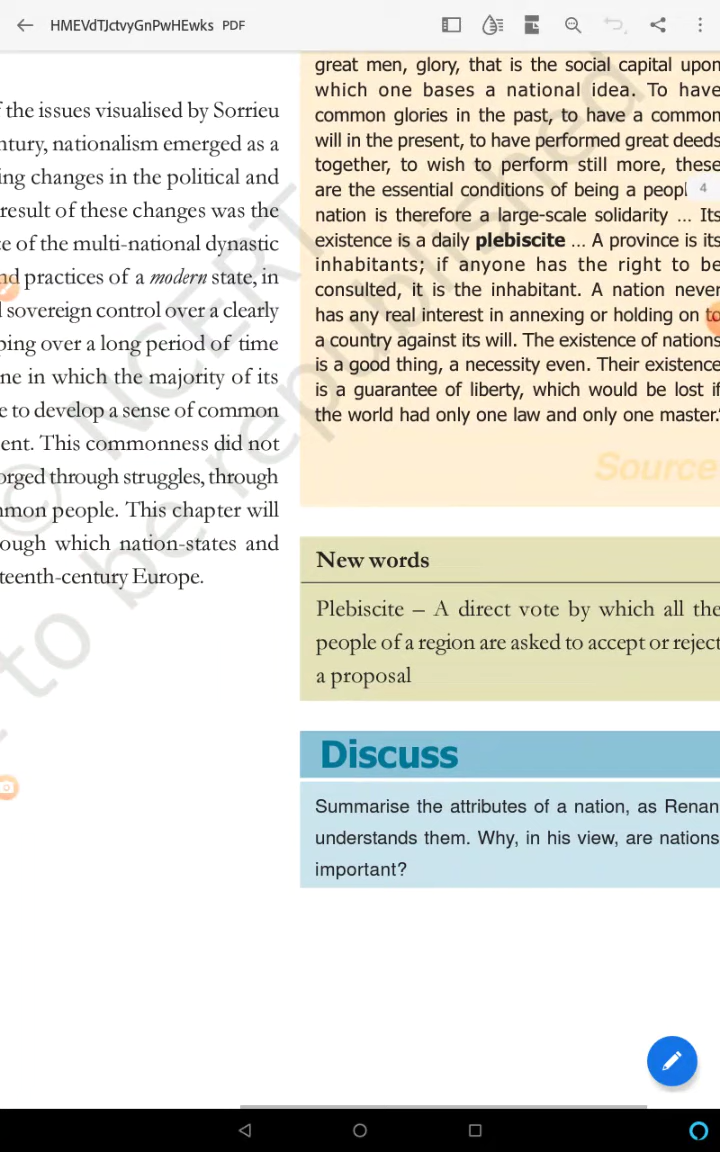 HMEVdTJctvyGnPwHEwks PDF
f the issues visualised by Sorrieu
ntury, nationalism emerged as a
ing changes in the political and
result of these changes was the
e of the multi-national dynastic
nd practices of a modern state, in
sovereign control over a clearly
ping over a long period of time
ne in which the majority of its
e to develop a sense of common
ent. This commonness did not
orged through struggles, through
mmon people. This chapter will
ough which nation-states and
teenth-century Europe.
great men, glory, that is the social capital upon
which one bases a national idea. To have
common glories in the past, to have a common
will in the present, to have performed great deeds
together, to wish to perform still more, these
are the essential conditions of being a peopl
4
nation is therefore a large-scale solidarity ... Its
existence is a daily plebiscite ... A province is its
inhabitants; if anyone has the right to be
consulted, it is the inhabitant. A nation never
has any real interest in annexing or holding on to
a country against its will. The existence of nations
is a good thing, a necessity even. Their existence
is a guarantee of liberty, which would be lost if
the world had only one law and only one master.'
Source
New words
Plebiscite – A direct vote by which all the
people of a region are asked to accept or reject
a proposal
Discuss
Summarise the attributes of a nation, as Renan
understands them. Why, in his view, are nations
important?
© NCERT
to be republished